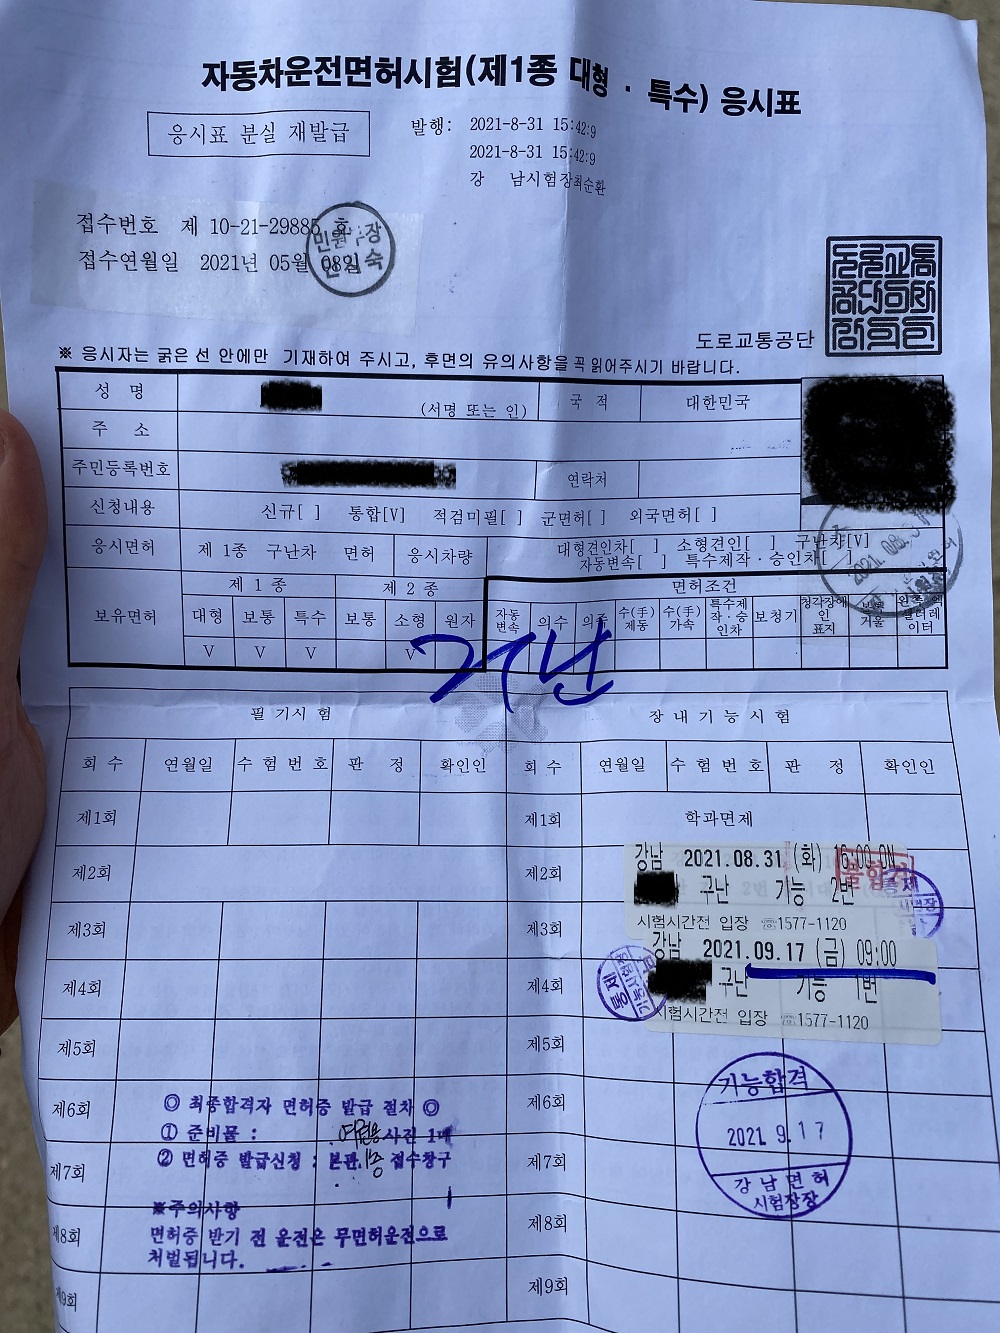 자동차운전면허시험(제1종 대형 · 특수) 응시표
응시표 분실 재발급
발행: 2021-8-31 15:42:9
2021-8-31 15:42:9
강 남시험장최순환
접수번호 제 10-21-29885 호
접수연월일 2021년 05월 08일
도로교통공단
※ 응시자는 굵은 선 안에만 기재하여 주시고, 후면의 유의사항을 꼭 읽어주시기 바랍니다.
성 명 (서명 또는 인) 국 적 대한민국
주 소
주민등록번호 연락처
신청내용 신규[ ] 통합[V] 적검미필[ ] 군면허[ ] 외국면허[ ]
응시면허 제 1종 구난차 면허 응시차량 대형견인차[ ] 소형견인[ ] 구난차[V]
자동변속[ ] 특수제작·승인차[ ]
보유면허 제 1 종 제 2 종 면허조건
대형 보통 특수 보통 소형 원자 자동변속 의수 의족 수(手)제동 수(手)가속 특수제작·승인차 보청기 청각장애인 표지 볼록거울
V V V V
구난
필기시험 장내기능시험
회수 연월일 수험번호 판정 확인인 회수 연월일 수험번호 판정 확인인
제1회 제1회 학과면제
제2회 제2회 강남 2021.08.31 (화) 불합격
구난 기능 2번
제3회 제3회 시험시간전 입장 ☏1577-1120
강남 2021.09.17 (금) 09:00
제4회 제4회 구난 기능 1번
시험시간전 입장 ☏1577-1120
제5회 제5회
기능합격
2021 9.17
강남면허
시험장장
제6회 ◎ 최종합격자 면허증 발급 절차 ◎ 제6회
① 준비물 : 여권용 사진 1매
제7회 ② 면허증 발급신청 : 본관 1층 접수창구 제7회
※주의사항
제8회 면허증 받기 전 운전은 무면허운전으로 제8회
처벌됩니다.
제9회 제9회